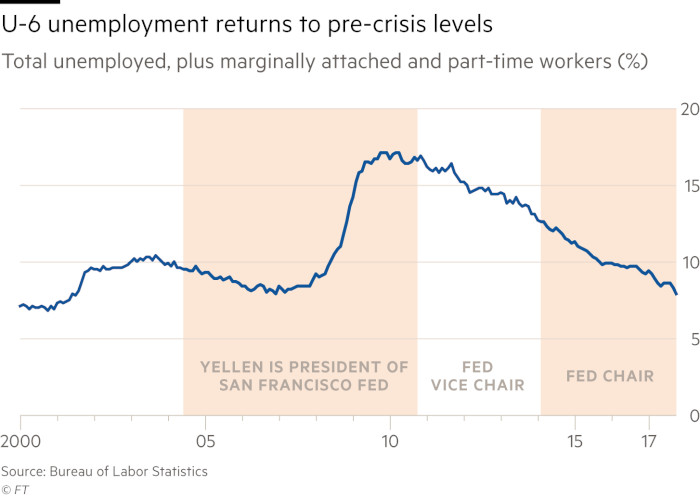 U-6 unemployment returns to pre-crisis levels
Total unemployed, plus marginally attached and part-time workers (%)
20
15
10
5
0
YELLEN IS PRESIDENT OF
SAN FRANCISCO FED
FED
VICE CHAIR
FED CHAIR
2000 05 10 15 17
Source: Bureau of Labor Statistics
© FT